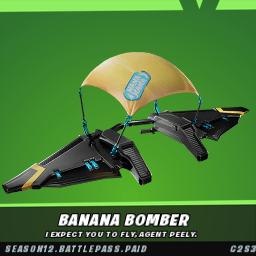 BANANA BOMBER
I EXPECT YOU TO FLY, AGENT PEELY.
SEASON12.BATTLEPASS.PAID C2S3